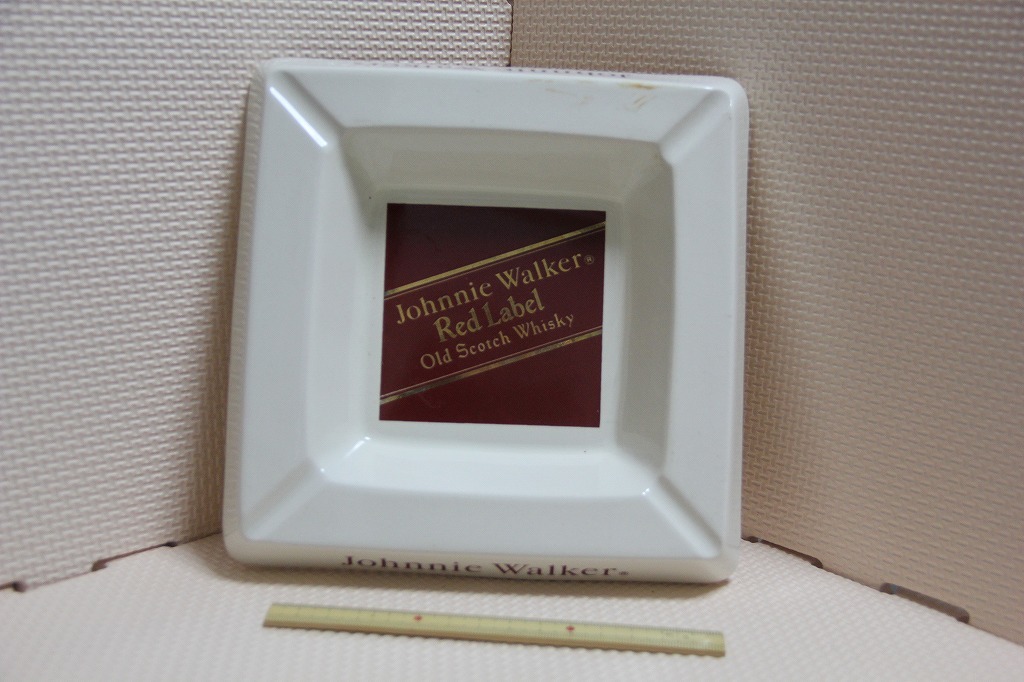 Johnnie Walker®
Red Label
Old Scotch Whisky
Johnnie Walker®